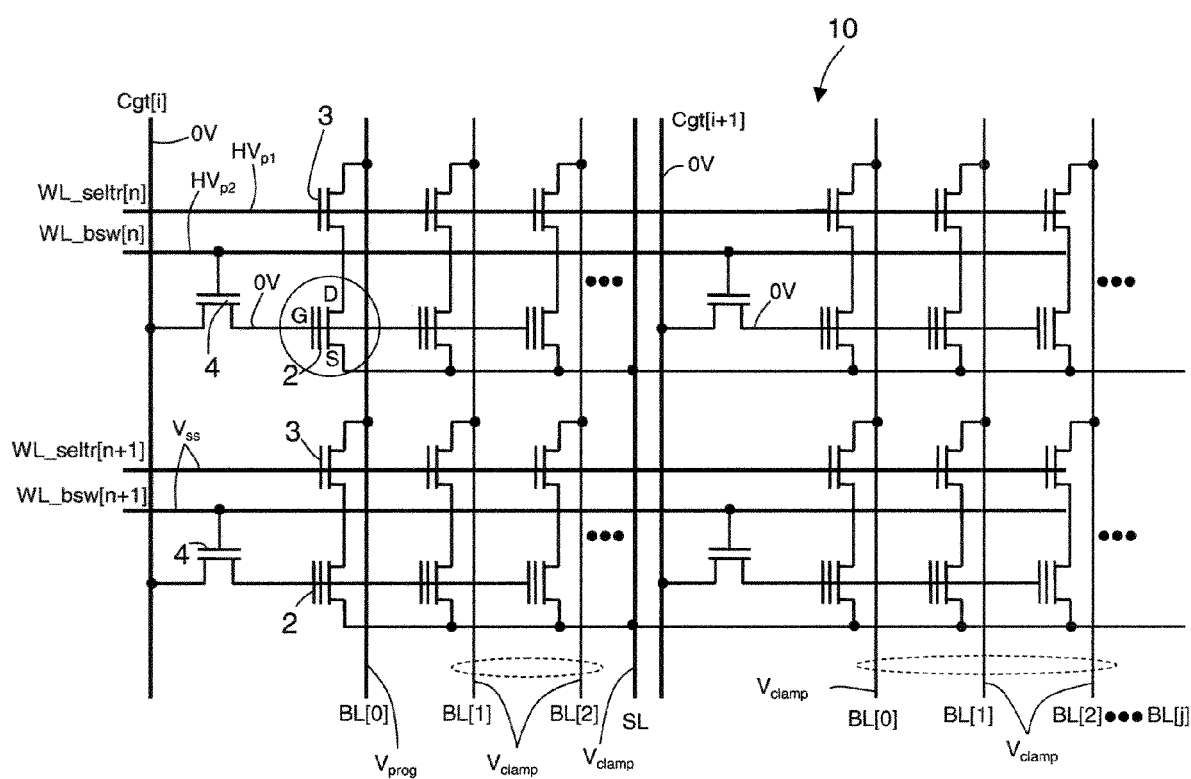 10
Cgt[i]
3
Cgt[i+1]
0V
HVp1
0V
WL_seltr[n]
HVp2
WL_bsw[n]
0V
D
0V
G
4
2
S
Vss
3
WL_seltr[n+1]
WL_bsw[n+1]
4
2
Vclamp
BL[0]
BL[1]
BL[2]
SL
BL[0]
BL[1]
BL[2]
BL[j]
Vprog
Vclamp
Vclamp
Vclamp